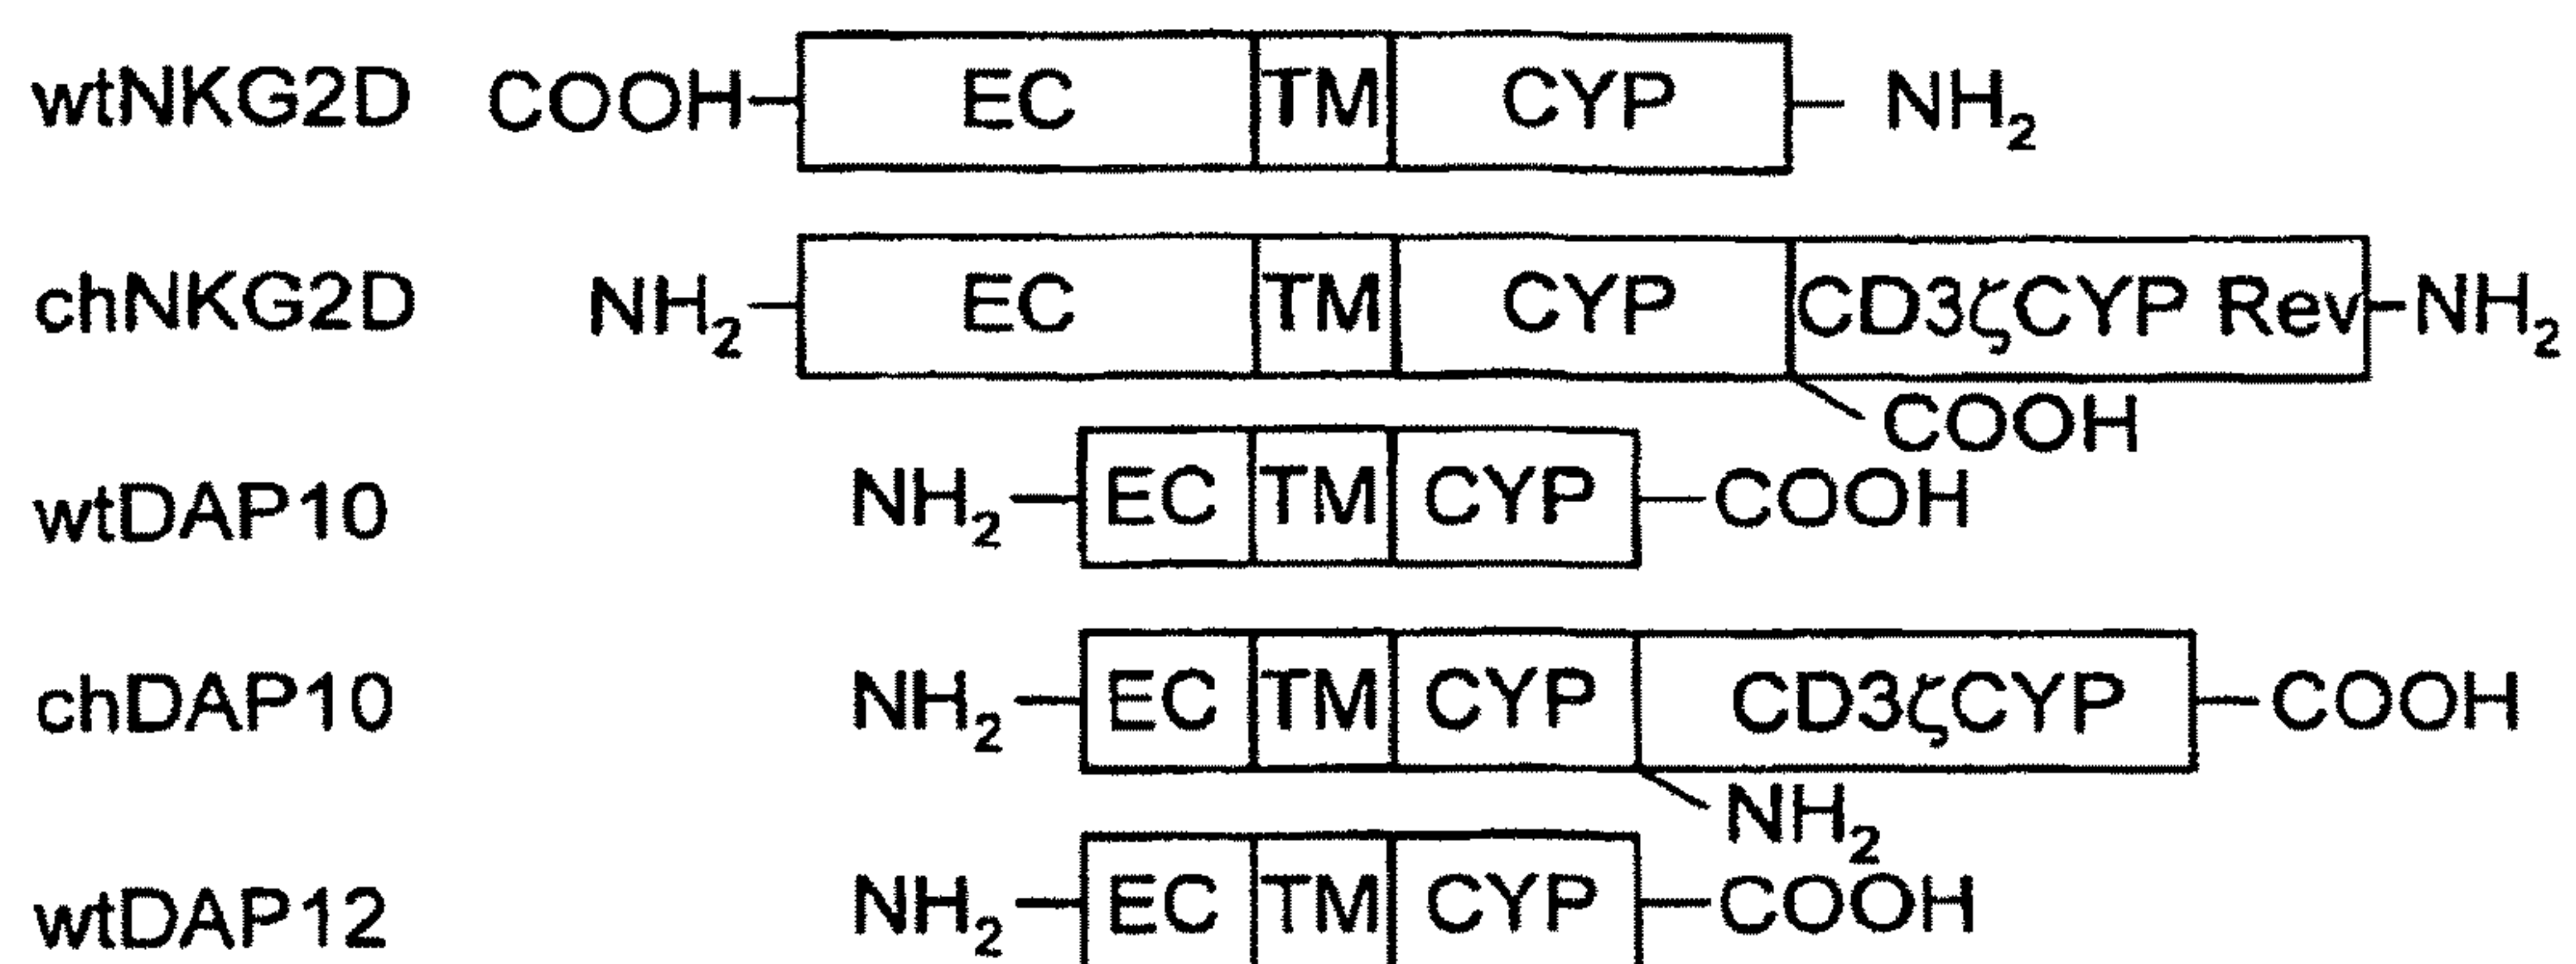 wtNKG2D COOH EC TM CYP NH₂
chNKG2D NH₂ EC TM CYP CD3ζCYP Rev NH₂
COOH
wtDAP10 NH₂ EC TM CYP COOH
chDAP10 NH₂ EC TM CYP CD3ζCYP COOH
NH₂
wtDAP12 NH₂ EC TM CYP COOH